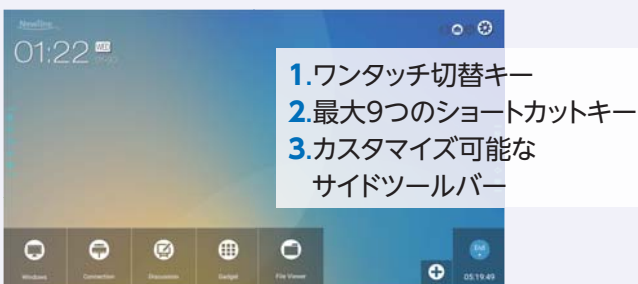 Newline
01:22 WED
1.ワンタッチ切替キー
2.最大9つのショートカットキー
3.カスタマイズ可能な
サイドツールバー
Windows Connection Discussion Gadget File Viewer
End
05:19:49